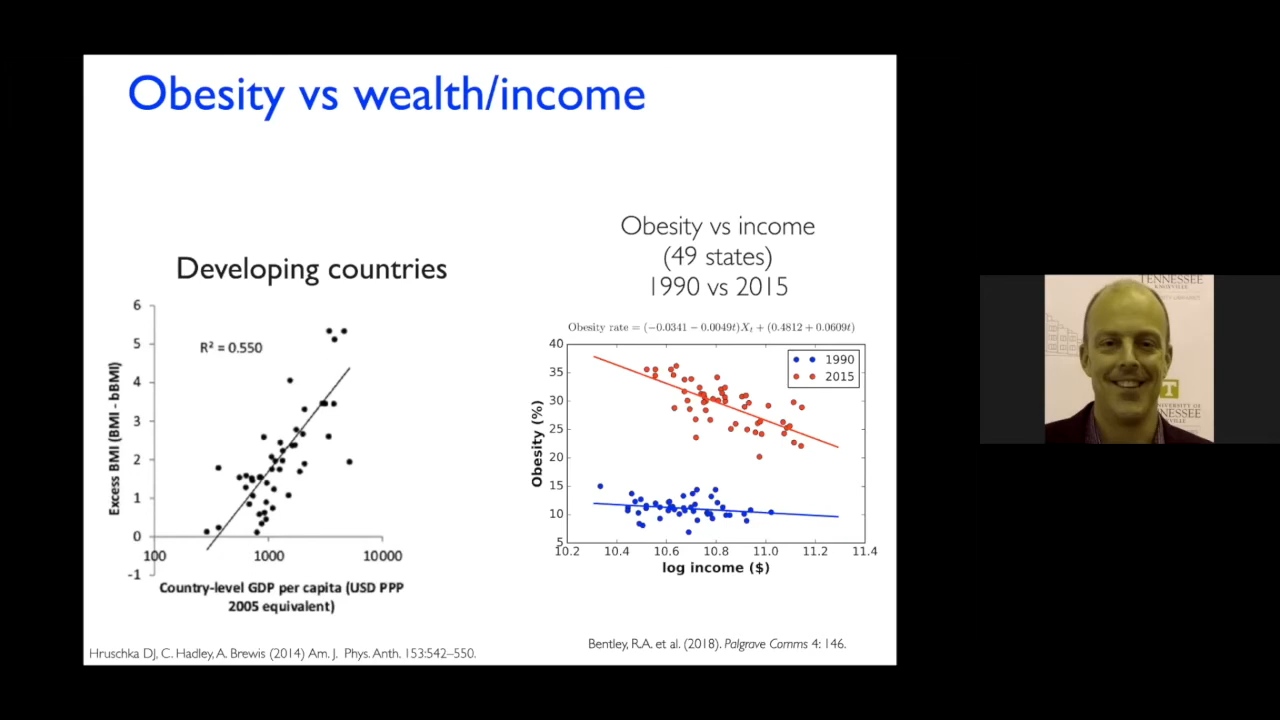 Obesity vs wealth/income
Developing countries
6
5
4
3
2
1
0
-1
R² = 0.550
Excess BMI (BMI - bBMI)
100
1000
10000
Country-level GDP per capita (USD PPP
2005 equivalent)
Hruschka DJ, C. Hadley, A. Brewis (2014) Am. J. Phys. Anth. 153:542–550.
Obesity vs income
(49 states)
1990 vs 2015
Obesity rate = (−0.0341 − 0.0049t)Xₜ + (0.4812 + 0.0609t)
40
35
30
25
20
15
10
5
1990
2015
Obesity (%)
10.2
10.4
10.6
10.8
11.0
11.2
11.4
log income ($)
Bentley, R.A. et al. (2018). Palgrave Comms 4: 146.
TENNESSEE
KNOXVILLE
T